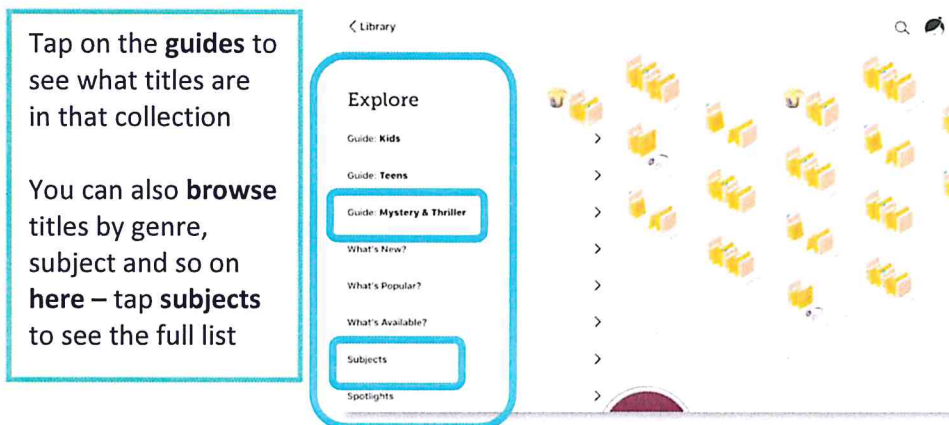 Tap on the guides to
see what titles are
in that collection
You can also browse
titles by genre,
subject and so on
here – tap subjects
to see the full list
< Library
Explore
Guide: Kids
Guide: Teens
Guide: Mystery & Thriller
What's New?
What's Popular?
What's Available?
Subjects
Spotlights